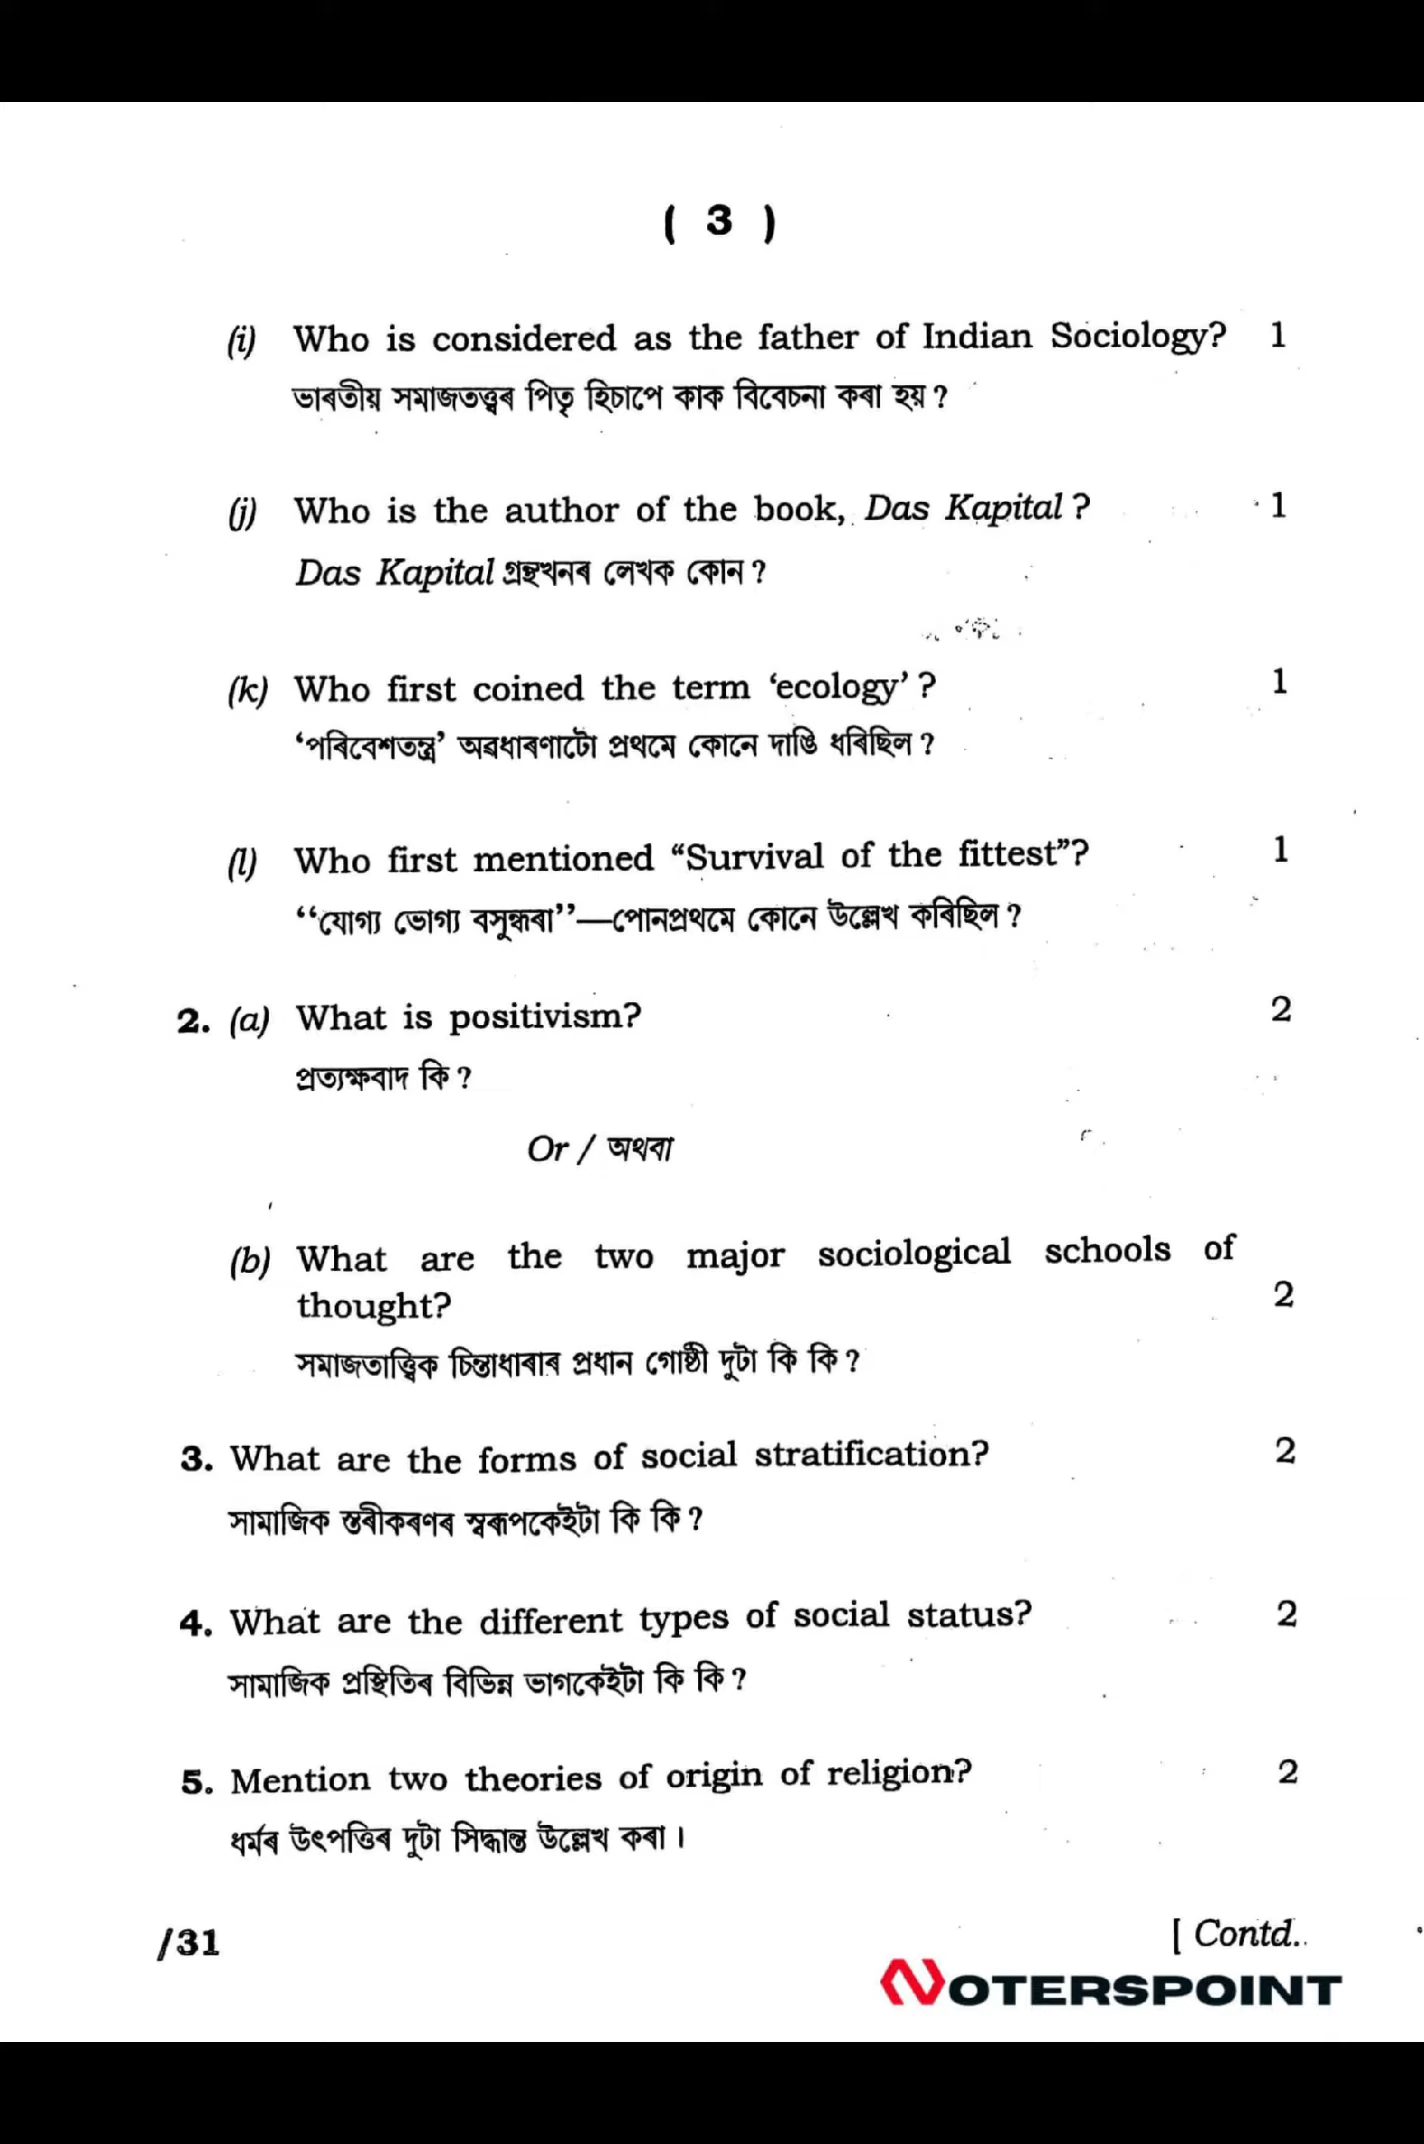 ( 3 )
(i) Who is considered as the father of Indian Sociology? 1
ভাৰতীয় সমাজতত্ত্বৰ পিতৃ হিচাপে কাক বিবেচনা কৰা হয় ?
(j) Who is the author of the book, Das Kapital ? 1
Das Kapital গ্ৰন্থখনৰ লেখক কোন ?
(k) Who first coined the term ‘ecology’ ? 1
‘পৰিবেশতন্ত্ৰ’ অৱধাৰণাটো প্ৰথমে কোনে দাঙি ধৰিছিল ?
(l) Who first mentioned “Survival of the fittest”? 1
‘‘যোগ্য ভোগ্য বসুন্ধৰা’’—পোনপ্ৰথমে কোনে উল্লেখ কৰিছিল ?
2. (a) What is positivism? 2
প্ৰত্যক্ষবাদ কি ?
Or / অথবা
(b) What are the two major sociological schools of
thought? 2
সমাজতাত্ত্বিক চিন্তাধাৰাৰ প্ৰধান গোষ্ঠী দুটা কি কি ?
3. What are the forms of social stratification? 2
সামাজিক স্তৰীকৰণৰ স্বৰূপকেইটা কি কি ?
4. What are the different types of social status? 2
সামাজিক প্ৰস্থিতিৰ বিভিন্ন ভাগকেইটা কি কি ?
5. Mention two theories of origin of religion? 2
ধৰ্মৰ উৎপত্তিৰ দুটা সিদ্ধান্ত উল্লেখ কৰা ।
/31 [ Contd.
NOTERSPOINT